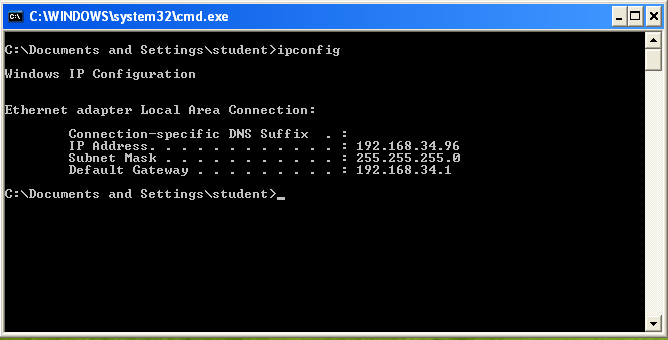 C:\WINDOWS\system32\cmd.exe
C:\Documents and Settings\student>ipconfig
Windows IP Configuration
Ethernet adapter Local Area Connection:
Connection-specific DNS Suffix  . :
IP Address. . . . . . . . . . . . : 192.168.34.96
Subnet Mask . . . . . . . . . . . : 255.255.255.0
Default Gateway . . . . . . . . . : 192.168.34.1
C:\Documents and Settings\student>_